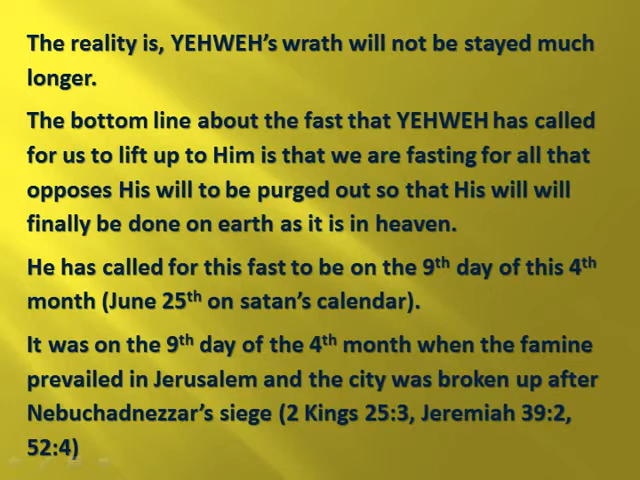 The reality is, YEHWEH’s wrath will not be stayed much
longer.
The bottom line about the fast that YEHWEH has called
for us to lift up to Him is that we are fasting for all that
opposes His will to be purged out so that His will will
finally be done on earth as it is in heaven.
He has called for this fast to be on the 9th day of this 4th
month (June 25th on satan’s calendar).
It was on the 9th day of the 4th month when the famine
prevailed in Jerusalem and the city was broken up after
Nebuchadnezzar’s siege (2 Kings 25:3, Jeremiah 39:2,
52:4)